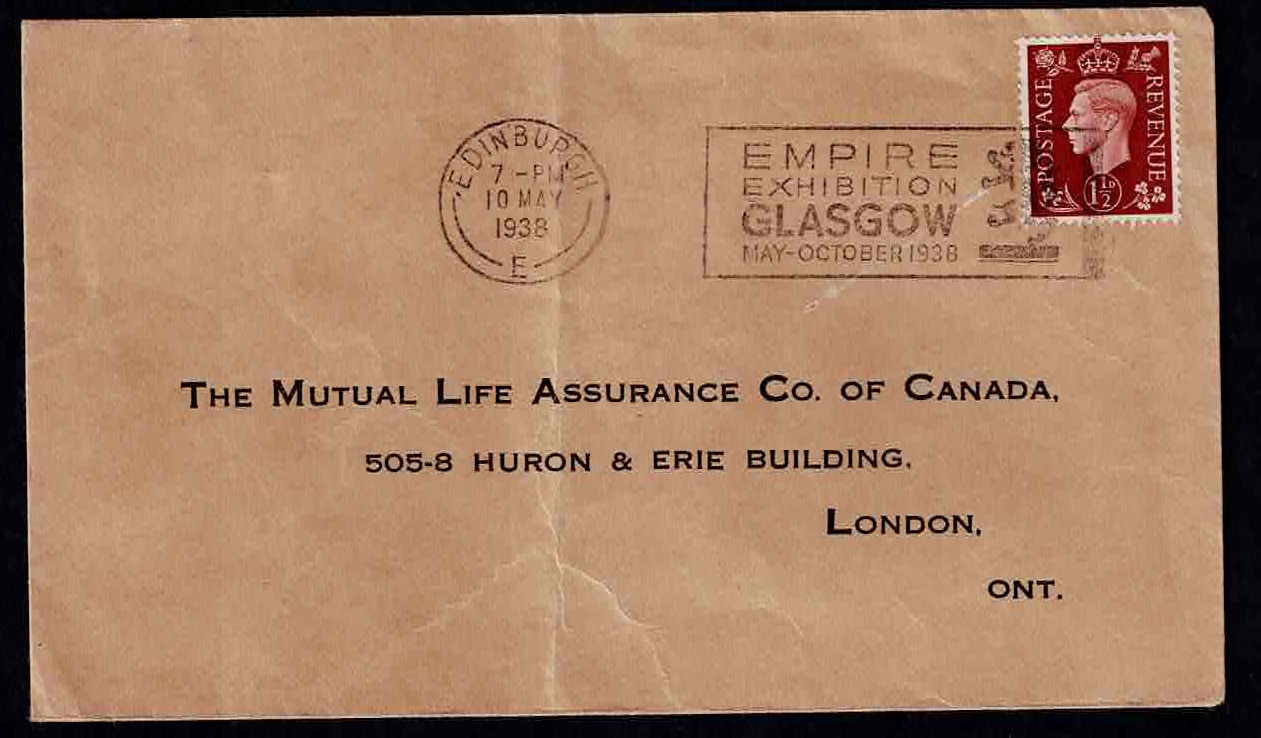 EDINBURGH
7 - PM
10 MAY
1938
E
EMPIRE
EXHIBITION
GLASGOW
MAY-OCTOBER 1938
POSTAGE
REVENUE
1½D
THE MUTUAL LIFE ASSURANCE CO. OF CANADA,
505-8 HURON & ERIE BUILDING,
LONDON,
ONT.